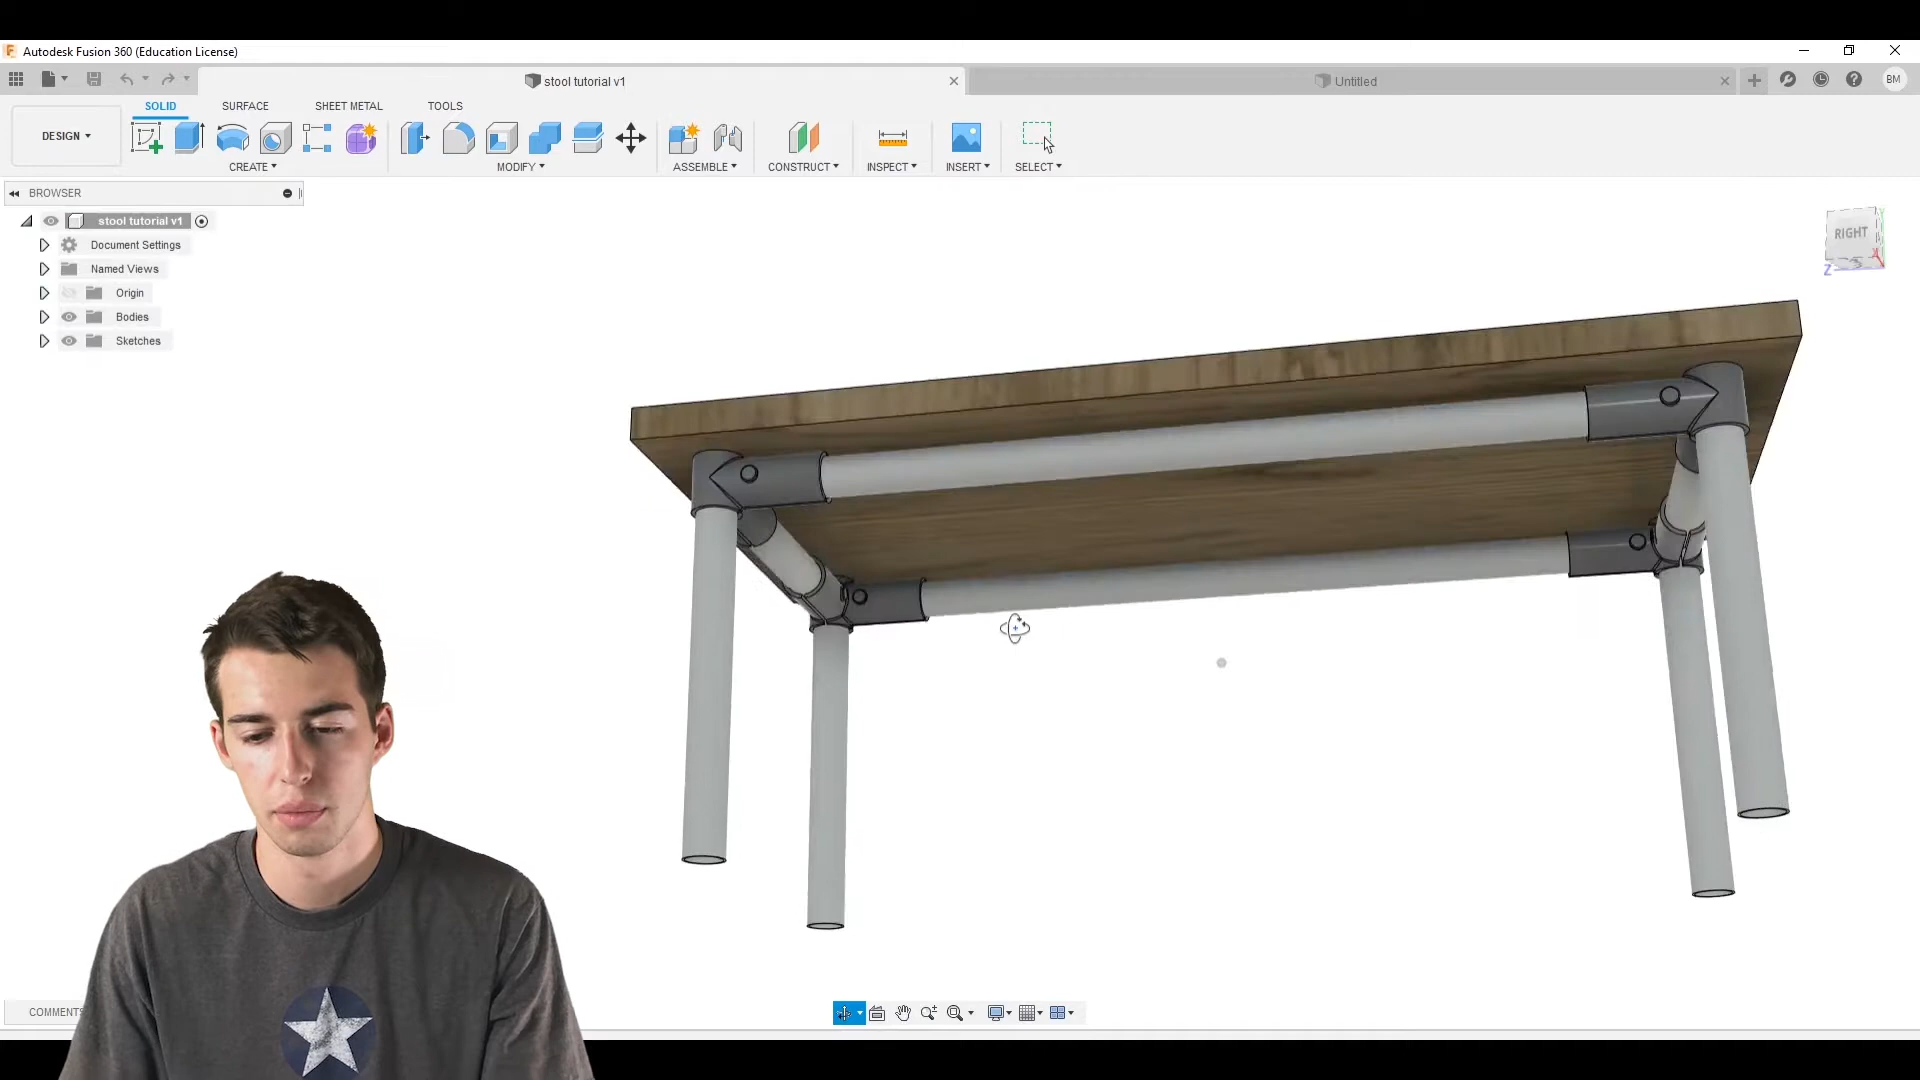 Autodesk Fusion 360 (Education License)
stool tutorial v1
Untitled
BM
DESIGN
SOLID
SURFACE
SHEET METAL
TOOLS
CREATE
MODIFY
ASSEMBLE
CONSTRUCT
INSPECT
INSERT
SELECT
BROWSER
stool tutorial v1
Document Settings
Named Views
Origin
Bodies
Sketches
RIGHT
Z
COMMENTS